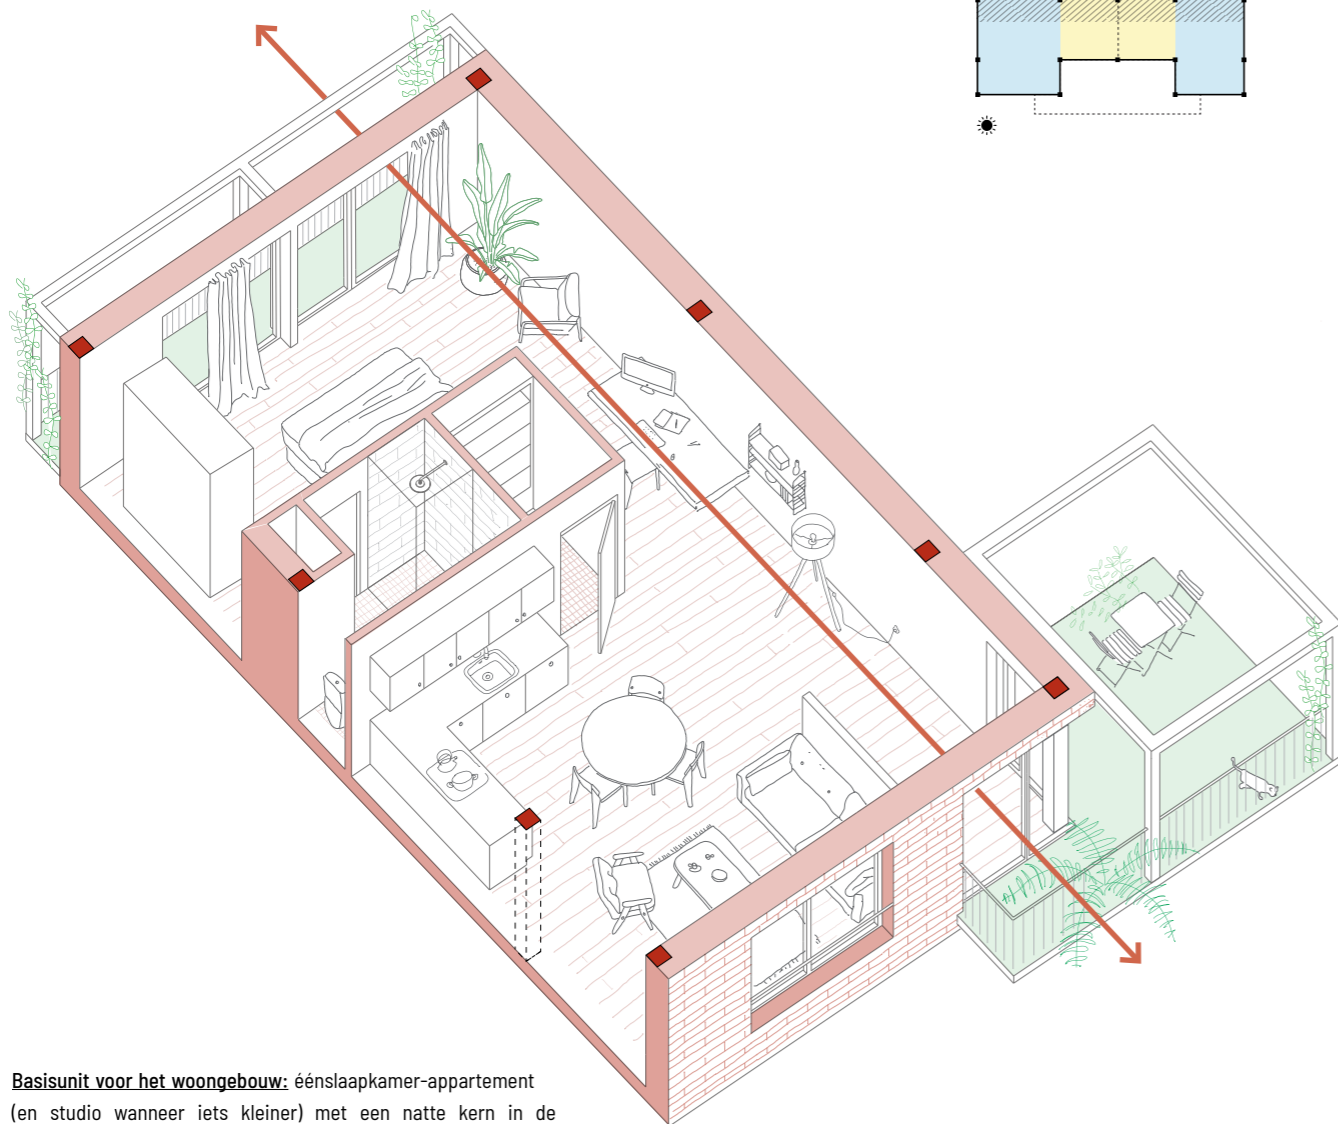 Basisunit voor het woongebouw: éénslaapkamer-appartement
(en studio wanneer iets kleiner) met een natte kern in de